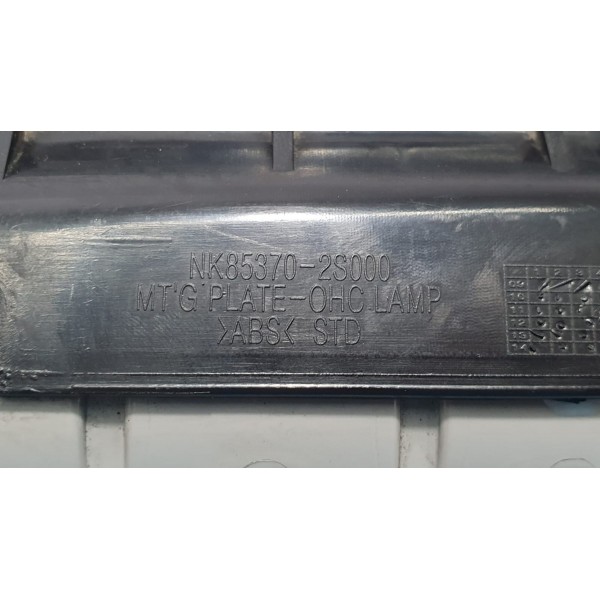 NK85370-2S000
MT'G PLATE-OHC LAMP
>ABS< STD